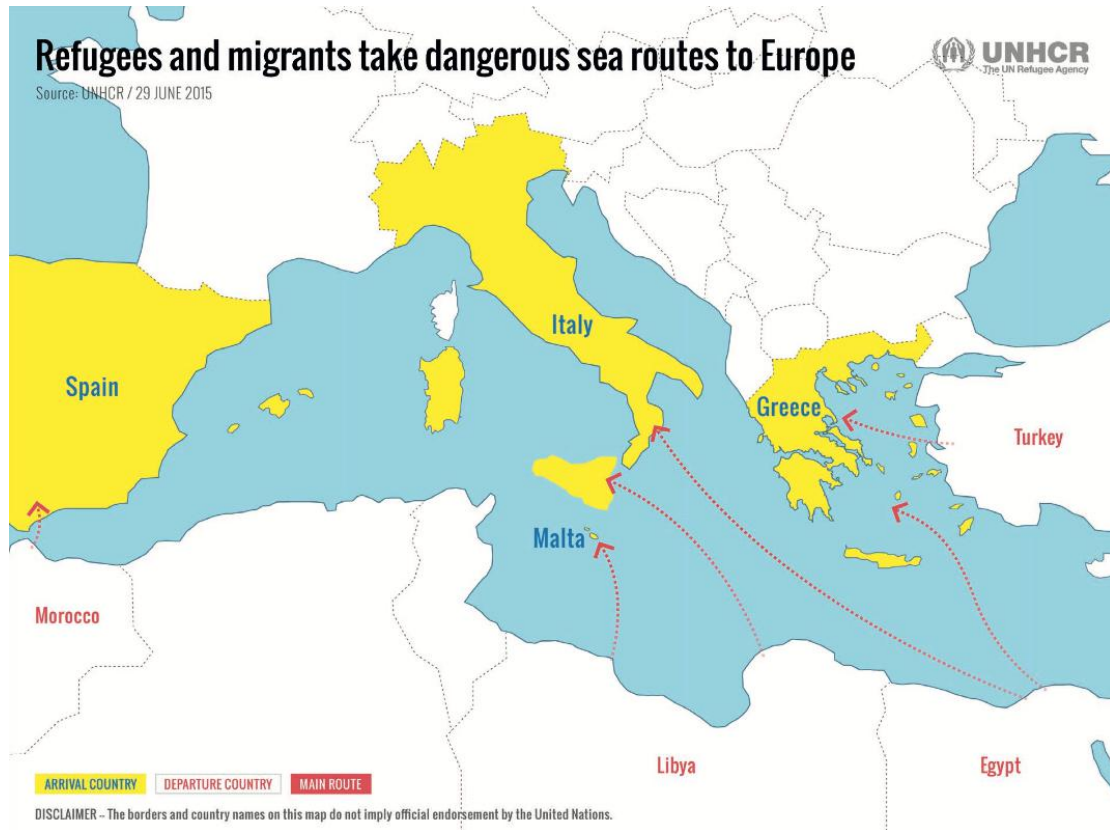 Refugees and migrants take dangerous sea routes to Europe
Source: UNHCR / 29 JUNE 2015
UNHCR
The UN Refugee Agency
Italy
Spain
Greece
Turkey
Malta
Morocco
Libya
Egypt
ARRIVAL COUNTRY DEPARTURE COUNTRY MAIN ROUTE
DISCLAIMER – The borders and country names on this map do not imply official endorsement by the United Nations.